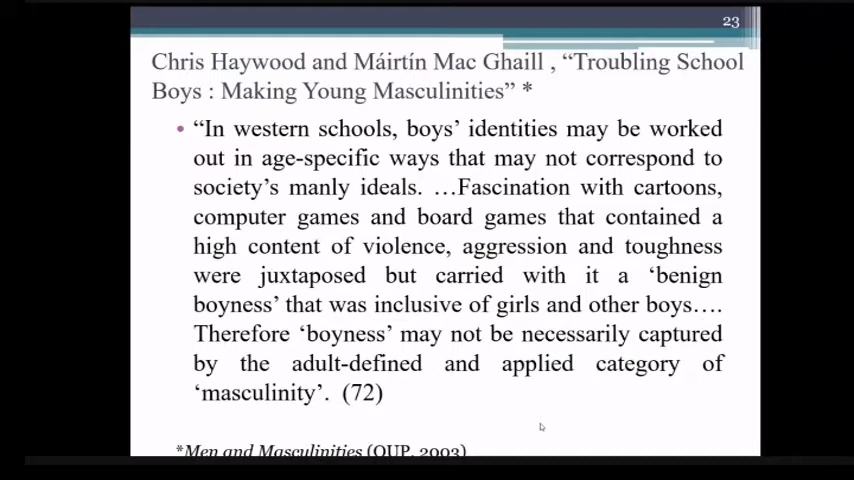 23
Chris Haywood and Máirtín Mac Ghaill , “Troubling School
Boys : Making Young Masculinities” *
• “In western schools, boys’ identities may be worked
out in age-specific ways that may not correspond to
society’s manly ideals. …Fascination with cartoons,
computer games and board games that contained a
high content of violence, aggression and toughness
were juxtaposed but carried with it a ‘benign
boyness’ that was inclusive of girls and other boys….
Therefore ‘boyness’ may not be necessarily captured
by the adult-defined and applied category of
‘masculinity’. (72)
*Men and Masculinities (OUP, 2003)